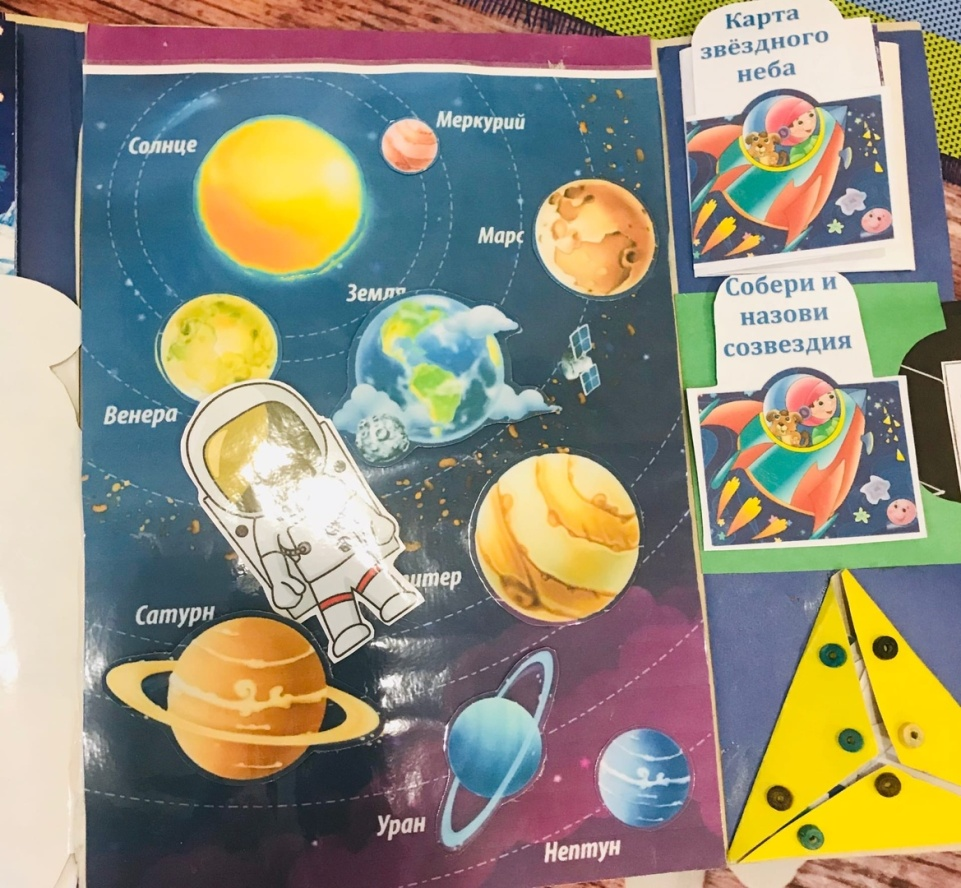 Солнце
Меркурий
Марс
Земля
Венера
Сатурн
Уран
Нептун
Карта
звёздного
неба
Собери и
назови
созвездия